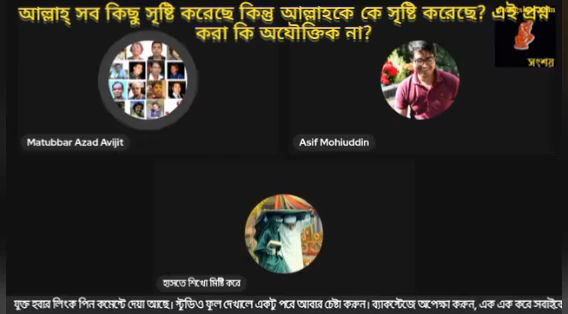 আল্লাহ্ সব কিছু সৃষ্টি করেছে কিন্তু আল্লাহকে কে সৃষ্টি করেছে? এই প্রশ্ন
করা কি অযৌক্তিক না?
সংশয়
Matubbar Azad Avijit
Asif Mohiuddin
হাসতে শিখো মিষ্টি করে
যুক্ত হবার লিংক পিন কমেন্টে দেয়া আছে। স্টুডিও ফুল দেখালে একটু পরে আবার চেষ্টা করুন। ব্যাকস্টেজে অপেক্ষা করুন, এক এক করে সবাইকে